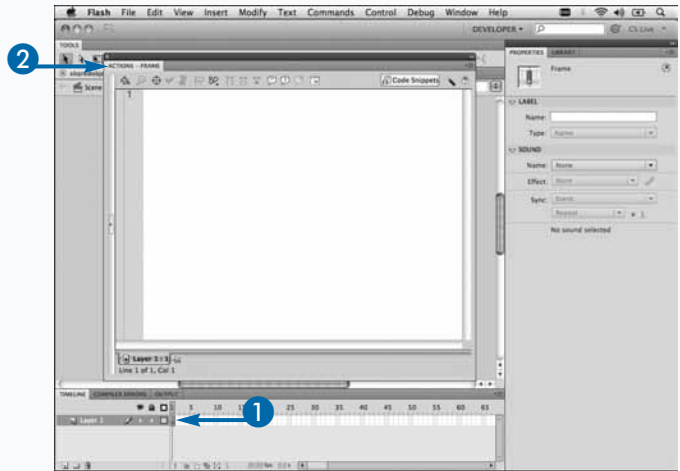 Flash File Edit View Insert Modify Text Commands Control Debug Window Help
DEVELOPER
CS Live
TOOLS
2
ACTIONS - FRAME
PROPERTIES LIBRARY
Frame
Scene
Code Snippets
1
LABEL
Name:
Type: Name
SOUND
Name: None
Effect: None
Sync: Event
Repeat x 1
No sound selected
Layer 1 : 1
Line 1 of 1, Col 1
TIMELINE COMPILER ERRORS OUTPUT
5 10 15 25 30 35 40 45 50 55 60 65
1
Layer 1
1